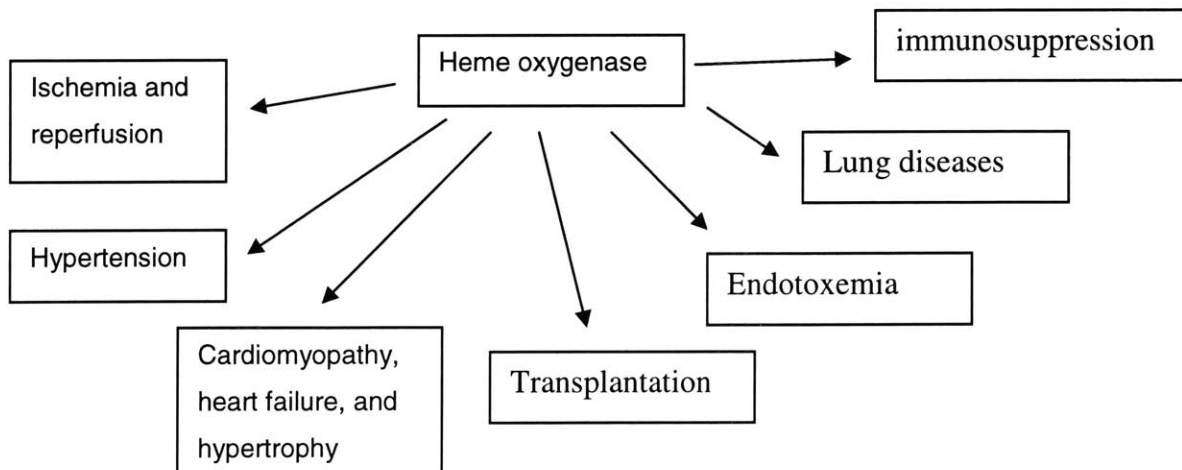 Heme oxygenase
immunosuppression
Ischemia and
reperfusion
Lung diseases
Hypertension
Endotoxemia
Cardiomyopathy,
heart failure, and
hypertrophy
Transplantation